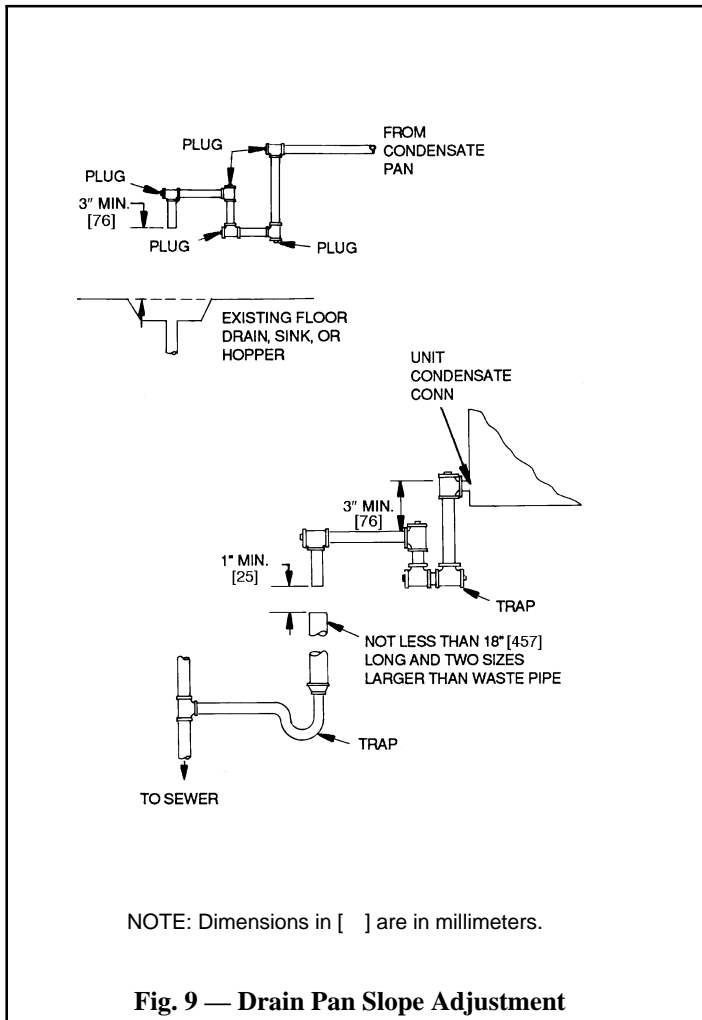 FROM
CONDENSATE
PAN
PLUG
PLUG
3" MIN.
[76]
PLUG
PLUG
EXISTING FLOOR
DRAIN, SINK, OR
HOPPER
UNIT
CONDENSATE
CONN
3" MIN.
[76]
1" MIN.
[25]
TRAP
NOT LESS THAN 18" [457]
LONG AND TWO SIZES
LARGER THAN WASTE PIPE
TRAP
TO SEWER
NOTE: Dimensions in [ ] are in millimeters.
Fig. 9 — Drain Pan Slope Adjustment